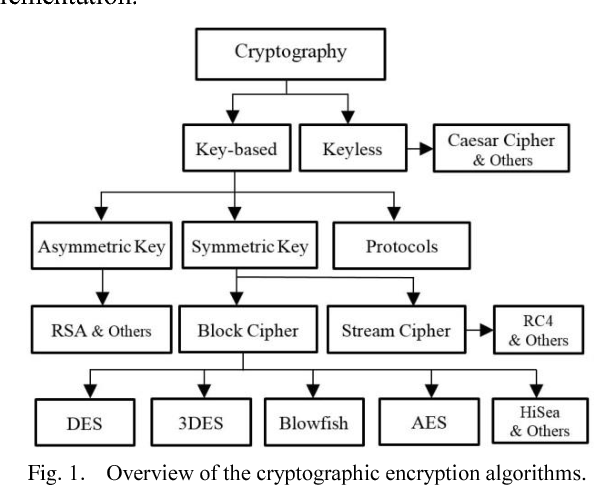 Cryptography
Key-based
Keyless
Caesar Cipher
& Others
Asymmetric Key
Symmetric Key
Protocols
RSA & Others
Block Cipher
Stream Cipher
RC4
& Others
DES
3DES
Blowfish
AES
HiSea
& Others
Fig. 1. Overview of the cryptographic encryption algorithms.